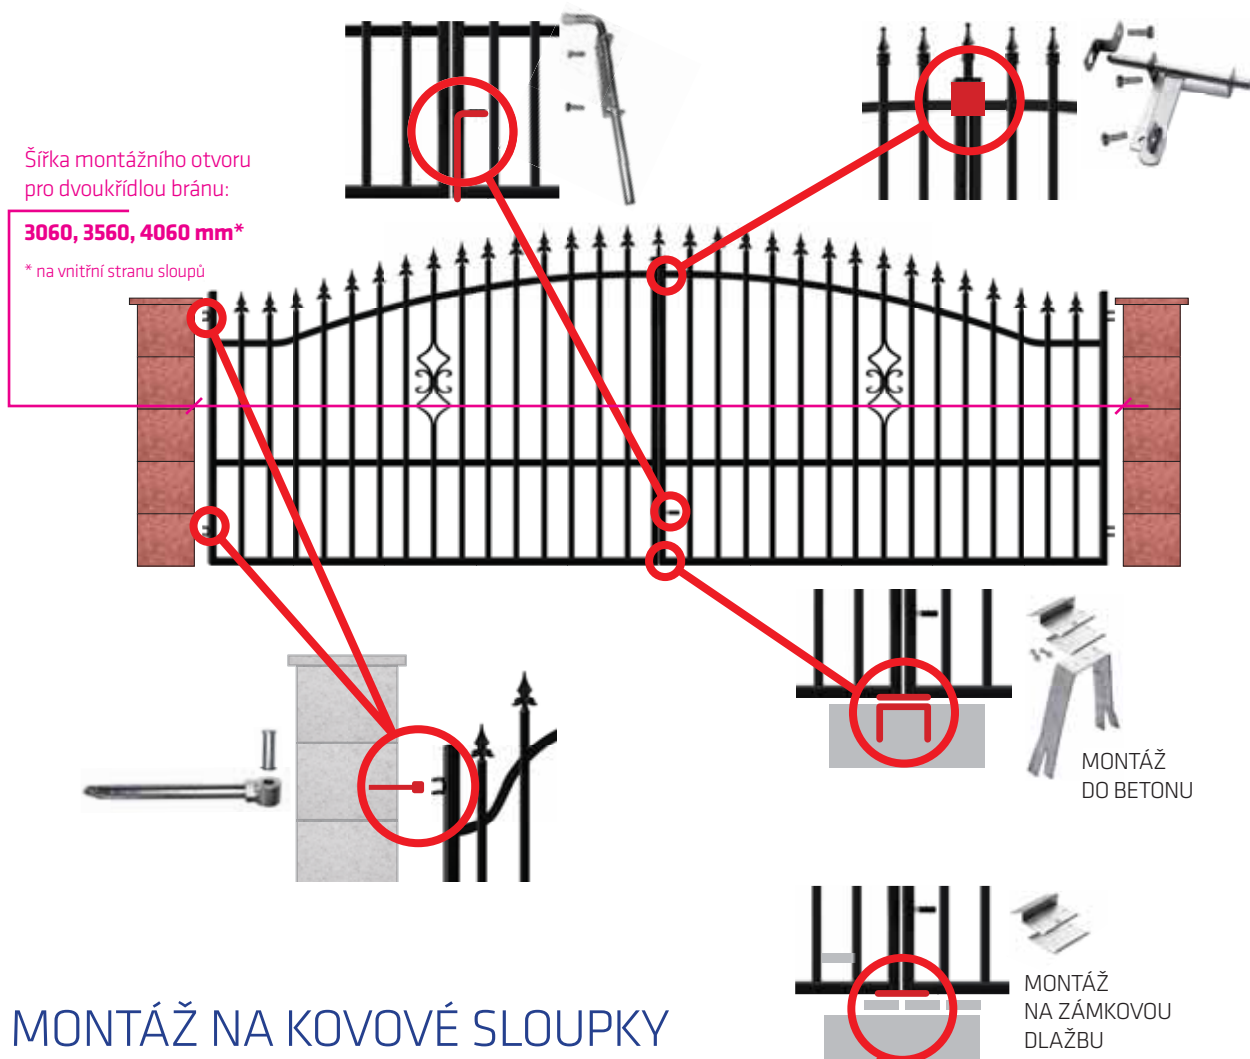 Šířka montážního otvoru
pro dvoukřídlou bránu:
3060, 3560, 4060 mm*
* na vnitřní stranu sloupů
MONTÁŽ
DO BETONU
MONTÁŽ
NA ZÁMKOVOU
DLAŽBU
MONTÁŽ NA KOVOVÉ SLOUPKY